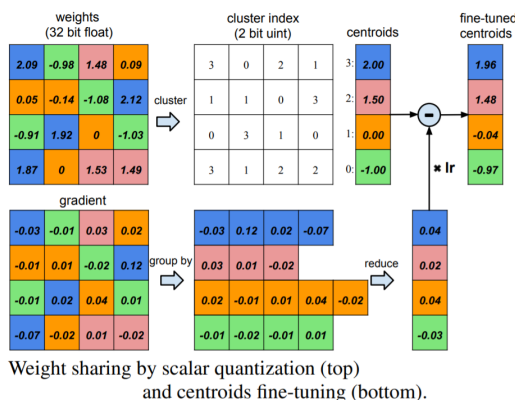 weights
(32 bit float)
cluster index
(2 bit uint)
centroids
fine-tuned
centroids
2.09 -0.98 1.48 0.09
0.05 -0.14 -1.08 2.12
-0.91 1.92 0 -1.03
1.87 0 1.53 1.49
cluster
3 0 2 1
1 1 0 3
0 3 1 0
3 1 2 2
3: 2.00
2: 1.50
1: 0.00
0: -1.00
-
× lr
1.96
1.48
-0.04
-0.97
gradient
-0.03 -0.01 0.03 0.02
-0.01 0.01 -0.02 0.12
-0.01 0.02 0.04 0.01
-0.07 -0.02 0.01 -0.02
group by
-0.03 0.12 0.02 -0.07
0.03 0.01 -0.02
0.02 -0.01 0.01 0.04 -0.02
-0.01 -0.02 -0.01 0.01
reduce
0.04
0.02
0.04
-0.03
Weight sharing by scalar quantization (top)
and centroids fine-tuning (bottom).